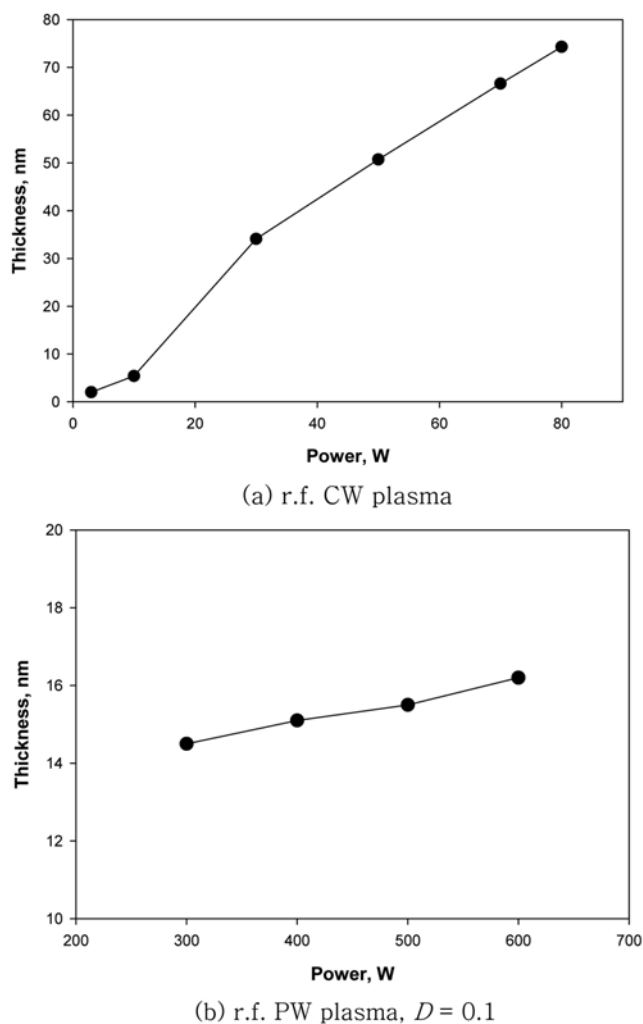 80
70
60
50
40
30
20
10
0
Thickness, nm
0 20 40 60 80
Power, W
(a) r.f. CW plasma
20
18
16
14
12
10
Thickness, nm
200 300 400 500 600 700
Power, W
(b) r.f. PW plasma, D = 0.1